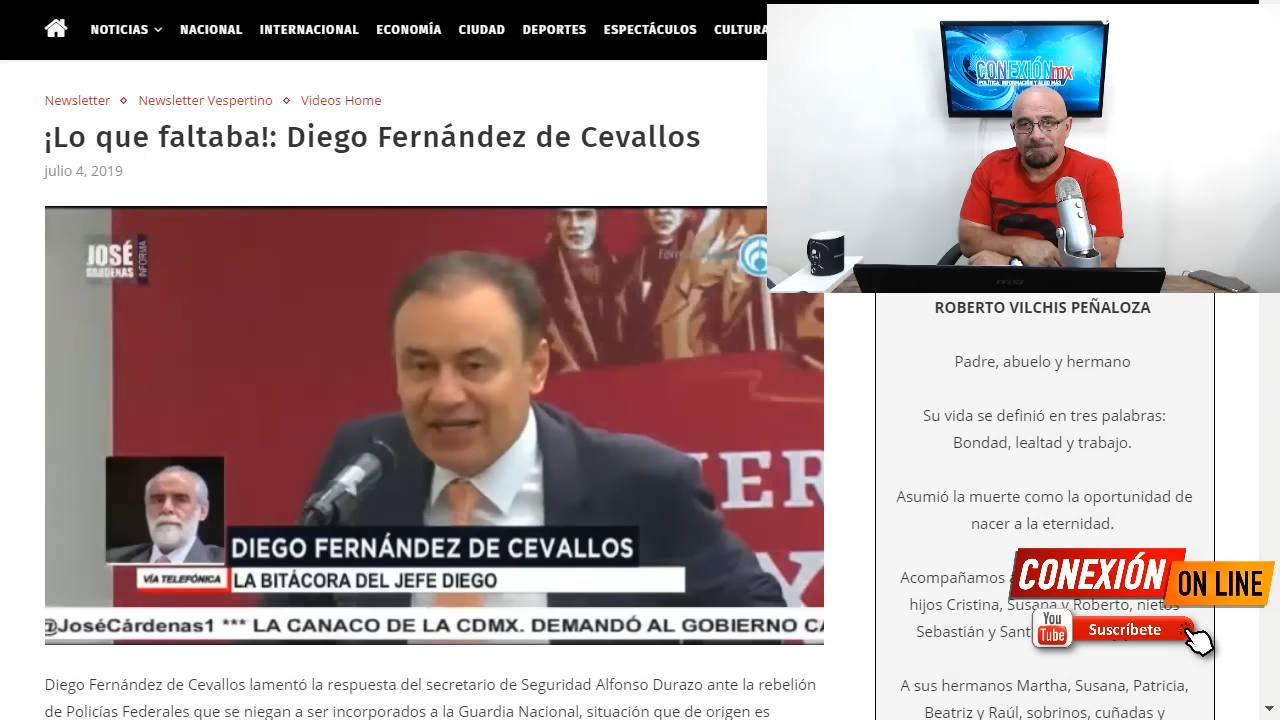 NOTICIAS NACIONAL INTERNACIONAL ECONOMÍA CIUDAD DEPORTES ESPECTÁCULOS CULTURA
Newsletter Newsletter Vespertino Videos Home
¡Lo que faltaba!: Diego Fernández de Cevallos
julio 4, 2019
CONEXIÓN mx
JOSÉ
CÁRDENAS
INFORMA
DIEGO FERNÁNDEZ DE CEVALLOS
VÍA TELEFÓNICA LA BITÁCORA DEL JEFE DIEGO
@JoséCárdenas1 *** LA CANACO DE LA CDMX. DEMANDÓ AL GOBIERNO CA
Diego Fernández de Cevallos lamentó la respuesta del secretario de Seguridad Alfonso Durazo ante la rebelión
de Policías Federales que se niegan a ser incorporados a la Guardia Nacional, situación que de origen es
ROBERTO VILCHIS PEÑALOZA
Padre, abuelo y hermano
Su vida se definió en tres palabras:
Bondad, lealtad y trabajo.
Asumió la muerte como la oportunidad de
nacer a la eternidad.
Acompañamos
hijos Cristina, Susana y Roberto, nietos
Sebastián y
A sus hermanos Martha, Susana, Patricia,
Beatriz y Raúl, sobrinos, cuñadas y
CONEXIÓN ON LINE
You Tube Suscríbete